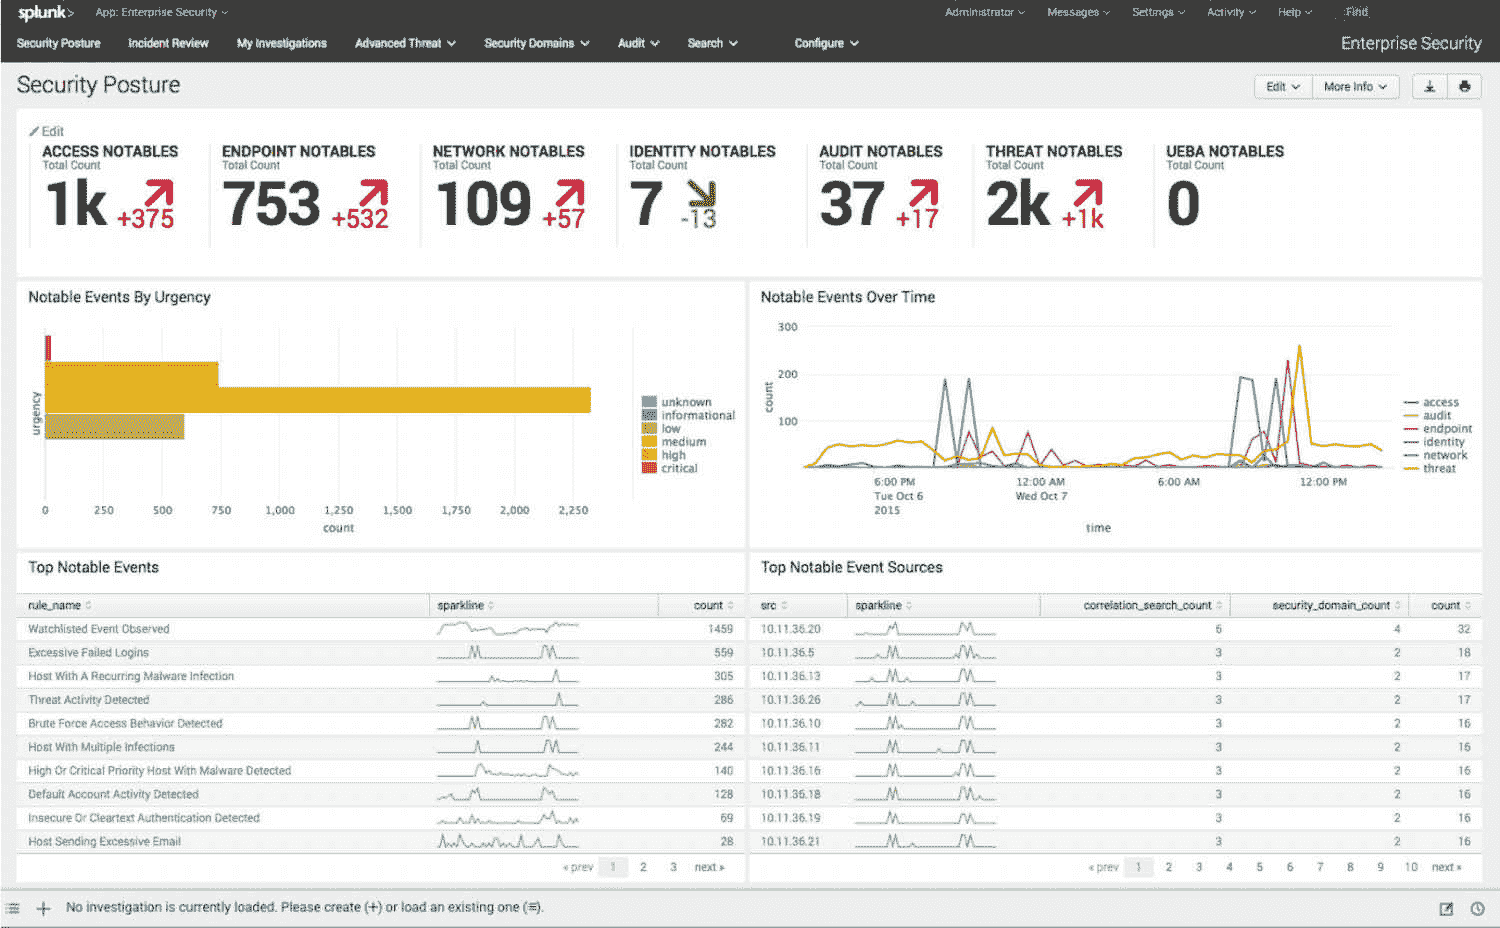 splunk> App: Enterprise Security Administrator Messages Settings Activity Help Find
Security Posture Incident Review My Investigations Advanced Threat Security Domains Audit Search Configure Enterprise Security
Security Posture Edit More Info
Edit
ACCESS NOTABLES ENDPOINT NOTABLES NETWORK NOTABLES IDENTITY NOTABLES AUDIT NOTABLES THREAT NOTABLES UEBA NOTABLES
Total Count Total Count Total Count Total Count Total Count Total Count Total Count
1k +375 753 +532 109 +57 7 -13 37 +17 2k +1k 0
Notable Events By Urgency
urgency
unknown
informational
low
medium
high
critical
0 250 500 750 1,000 1,250 1,500 1,750 2,000 2,250
count
Notable Events Over Time
300
200
100
count
access
audit
endpoint
identity
network
threat
6:00 PM 12:00 AM 6:00 AM 12:00 PM
Tue Oct 6 Wed Oct 7
2015
time
Top Notable Events
rule_name sparkline count
Watchlisted Event Observed 1459
Excessive Failed Logins 559
Host With A Recurring Malware Infection 305
Threat Activity Detected 286
Brute Force Access Behavior Detected 282
Host With Multiple Infections 244
High Or Critical Priority Host With Malware Detected 140
Default Account Activity Detected 128
Insecure Or Cleartext Authentication Detected 69
Host Sending Excessive Email 28
« prev 1 2 3 next »
Top Notable Event Sources
src sparkline correlation_search_count security_domain_count count
10.11.36.20 6 4 32
10.11.36.5 3 2 18
10.11.36.13 3 2 17
10.11.36.26 3 2 17
10.11.36.10 3 2 16
10.11.36.11 3 2 16
10.11.36.16 3 2 16
10.11.36.18 3 2 16
10.11.36.19 3 2 16
10.11.36.21 3 2 16
« prev 1 2 3 4 5 6 7 8 9 10 next »
No investigation is currently loaded. Please create (+) or load an existing one (≡).